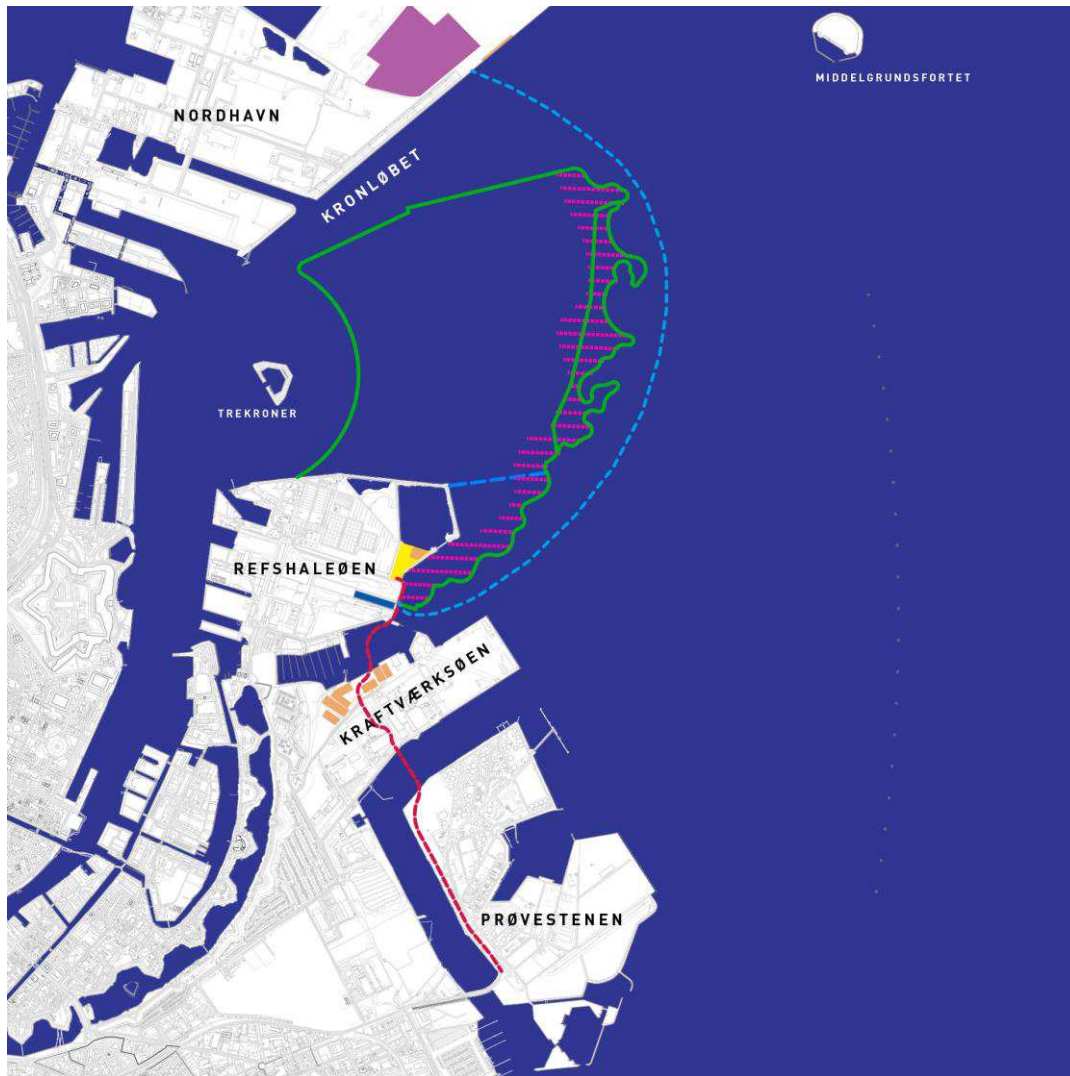 MIDDELGRUNDSFORTET
NORDHAVN
KRONLØBET
TREKRONER
REFSHALEØEN
KRAFTVÆRKSØEN
PRØVESTENEN